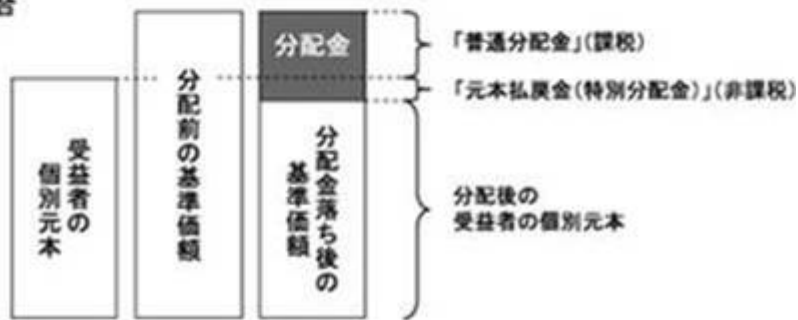 受益者の
個別元本
分配前の基準価額
分配金
分配金落ち後の
基準価額
「普通分配金」(課税)
「元本払戻金(特別分配金)」(非課税)
分配後の
受益者の個別元本